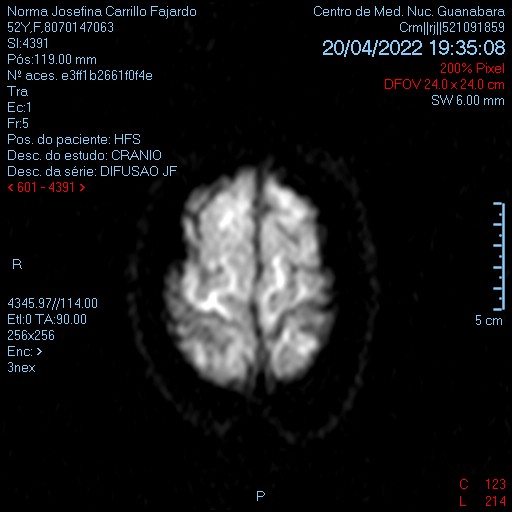 Norma Josefina Carrillo Fajardo
52Y,F,8070147063
SI:4391
Pós:119.00 mm
Nº aces. e3ff1b2661f0f4e
Tra
Ec:1
Fr:5
Pos. do paciente: HFS
Desc. do estudo: CRANIO
Desc. da série: DIFUSAO JF
< 601 - 4391 >
Centro de Med. Nuc. Guanabara
Crm||rj||521091859
20/04/2022 19:35:08
200% Pixel
DFOV 24.0 x 24.0 cm
SW 6.00 mm
R
5 cm
4345.97//114.00
Etl:0 TA:90.00
256x256
Enc: >
3nex
P
C 123
L 214